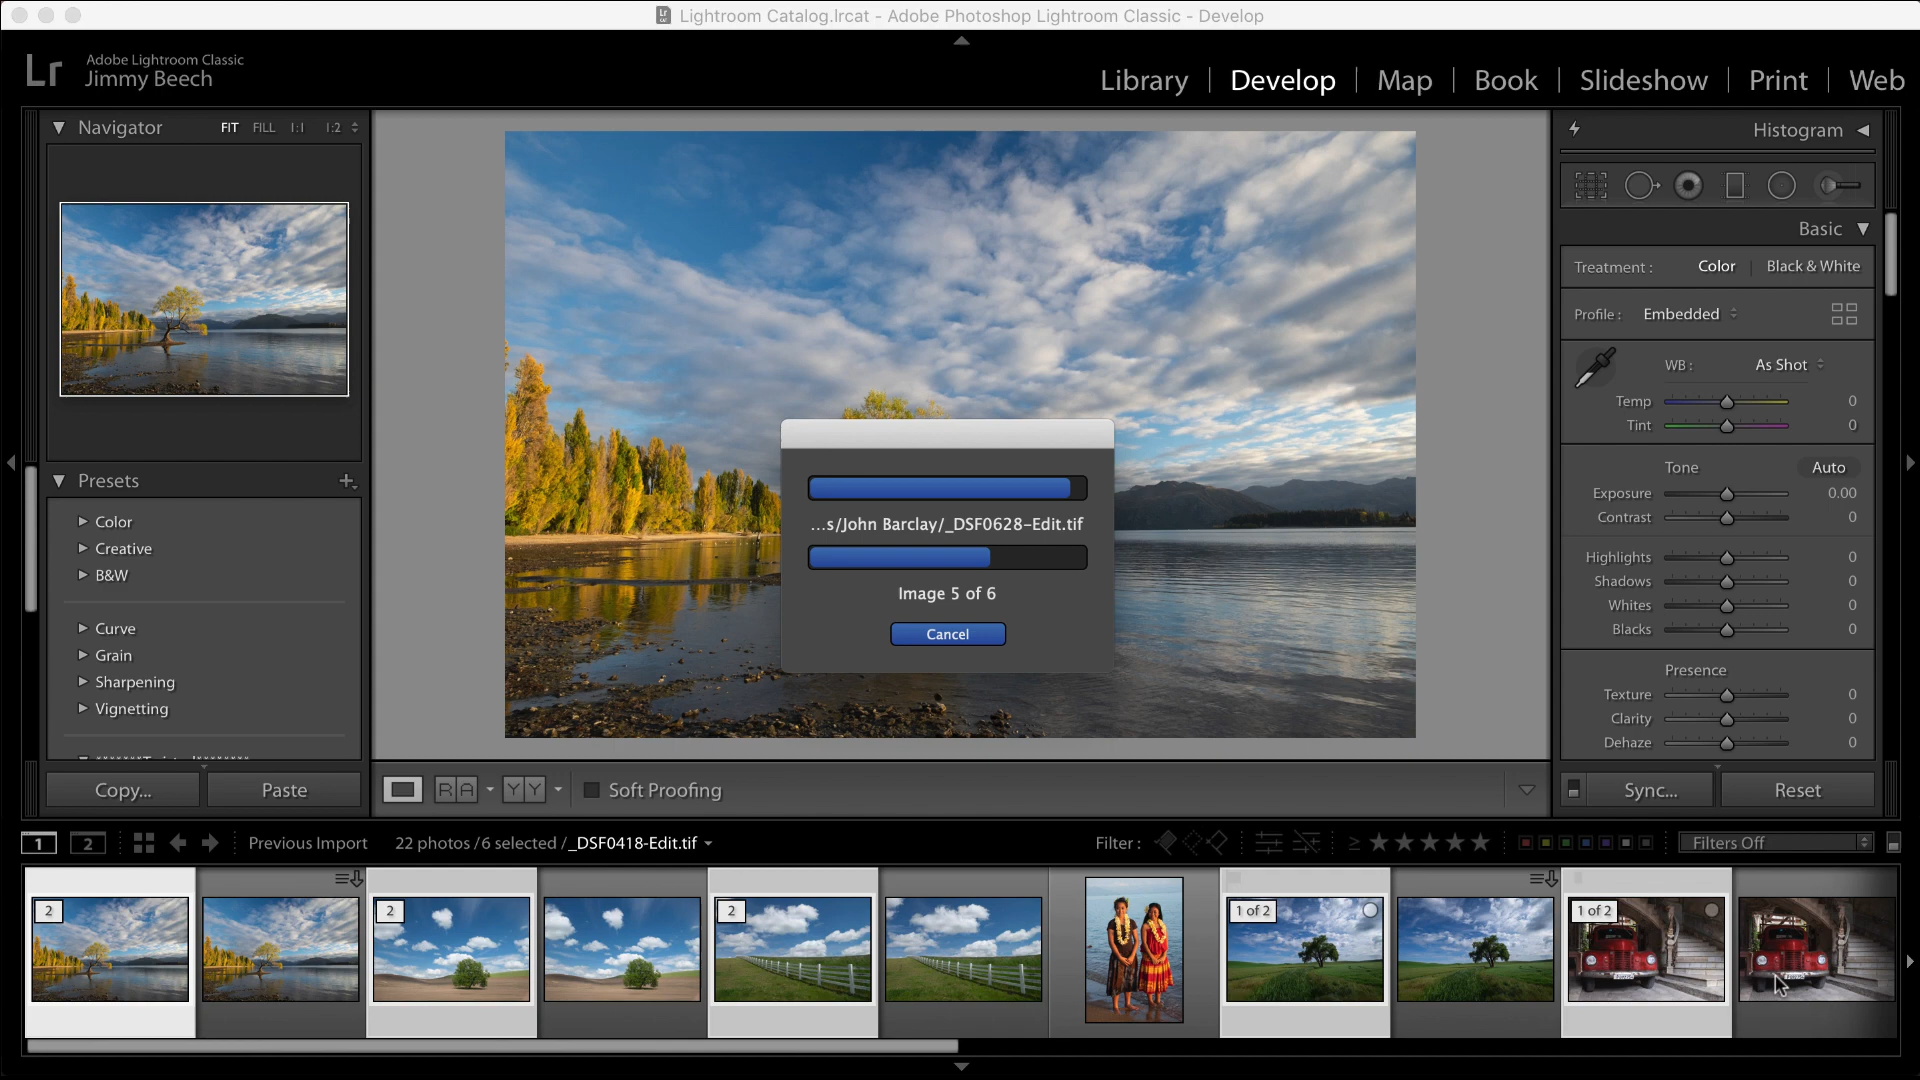 Lightroom Catalog.lrcat - Adobe Photoshop Lightroom Classic - Develop
Lr
Adobe Lightroom Classic
Jimmy Beech
Library | Develop | Map | Book | Slideshow | Print | Web
Navigator FIT FILL 1:1 1:2
Histogram
Basic
Treatment : Color Black & White
Profile : Embedded
WB : As Shot
Temp 0
Tint 0
Tone Auto
Exposure 0.00
Contrast 0
Highlights 0
Shadows 0
Whites 0
Blacks 0
Presence
Texture 0
Clarity 0
Dehaze 0
Presets
Color
Creative
B&W
Curve
Grain
Sharpening
Vignetting
...s/John Barclay/_DSF0628-Edit.tif
Image 5 of 6
Cancel
Copy... Paste
R A Y Y Soft Proofing
Sync... Reset
1 2 Previous Import 22 photos /6 selected /_DSF0418-Edit.tif
Filter : ≥ ★★★★★ Filters Off
2 2 2 1 of 2 1 of 2